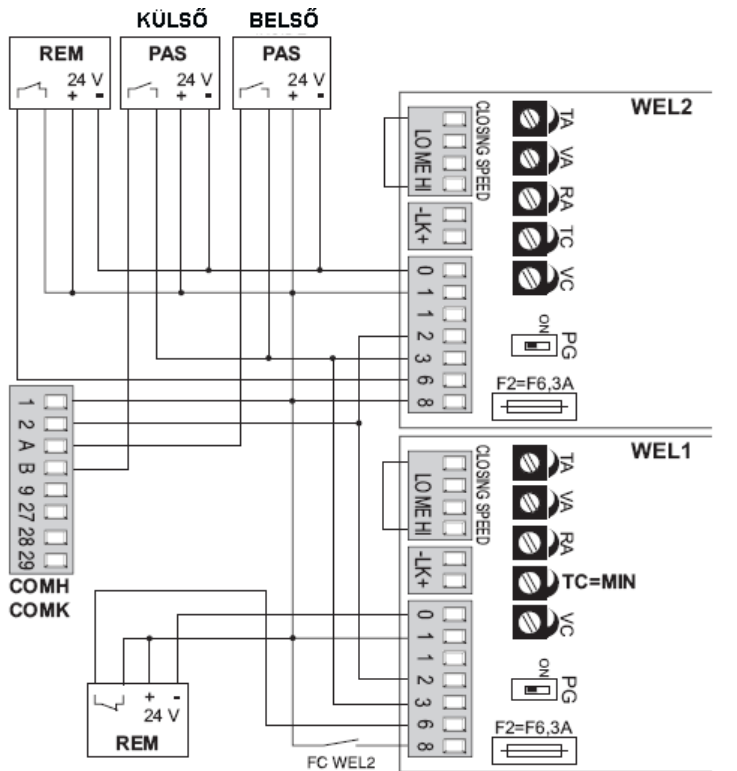 KÜLSŐ BELSŐ
REM
24 V
+ -
PAS
24 V
+ -
PAS
24 V
+ -
WEL2
LO ME HI
CLOSING SPEED
-LK+
0
1
1
2
3
6
8
TA
VA
RA
TC
VC
ON
PG
F2=F6,3A
1
2
A
B
9
27
28
29
COMH
COMK
WEL1
LO ME HI
CLOSING SPEED
-LK+
0
1
1
2
3
6
8
TA
VA
RA
TC=MIN
VC
ON
PG
F2=F6,3A
+ -
24 V
REM
FC WEL2